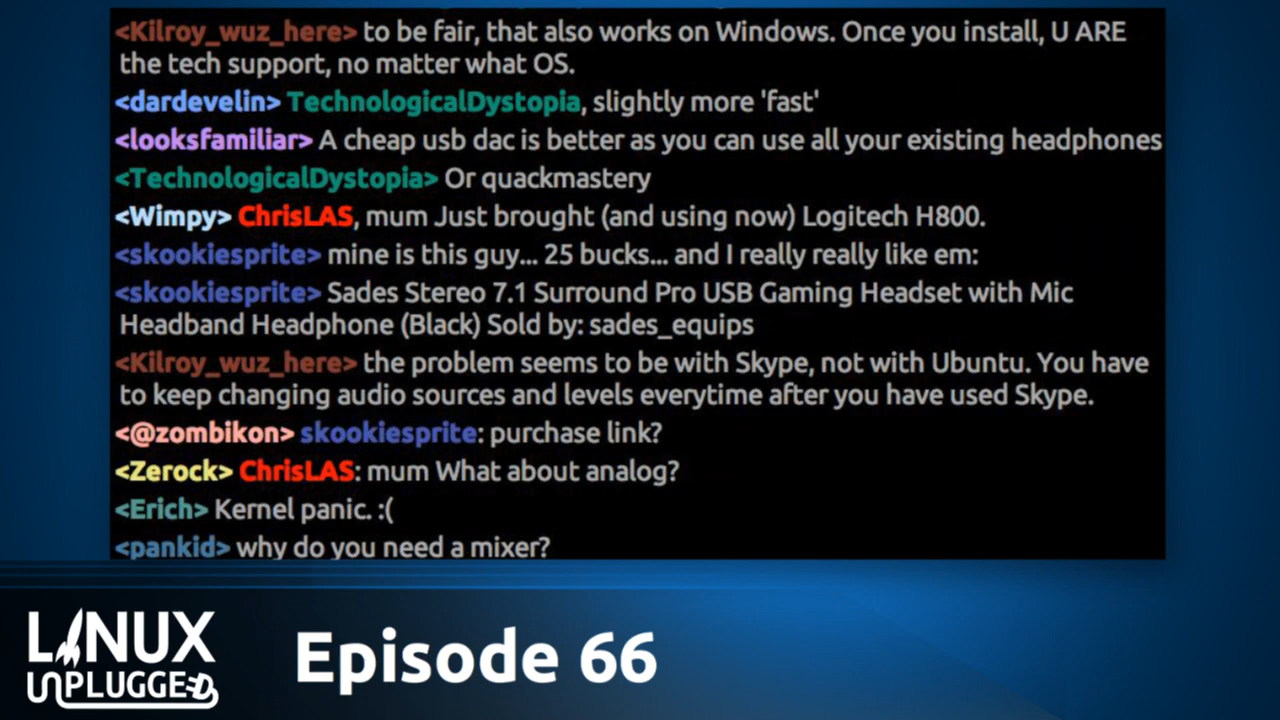 <Kilroy_wuz_here> to be fair, that also works on Windows. Once you install, U ARE
the tech support, no matter what OS.
<dardevelin> TechnologicalDystopia, slightly more 'fast'
<looksfamiliar> A cheap usb dac is better as you can use all your existing headphones
<TechnologicalDystopia> Or quackmastery
<Wimpy> ChrisLAS, mum Just brought (and using now) Logitech H800.
<skookiesprite> mine is this guy... 25 bucks... and I really really like em:
<skookiesprite> Sades Stereo 7.1 Surround Pro USB Gaming Headset with Mic
Headband Headphone (Black) Sold by: sades_equips
<Kilroy_wuz_here> the problem seems to be with Skype, not with Ubuntu. You have
to keep changing audio sources and levels everytime after you have used Skype.
<@zombikon> skookiesprite: purchase link?
<Zerock> ChrisLAS: mum What about analog?
<Erich> Kernel panic. :(
<pankid> why do you need a mixer?
LINUX
UNPLUGGED
Episode 66